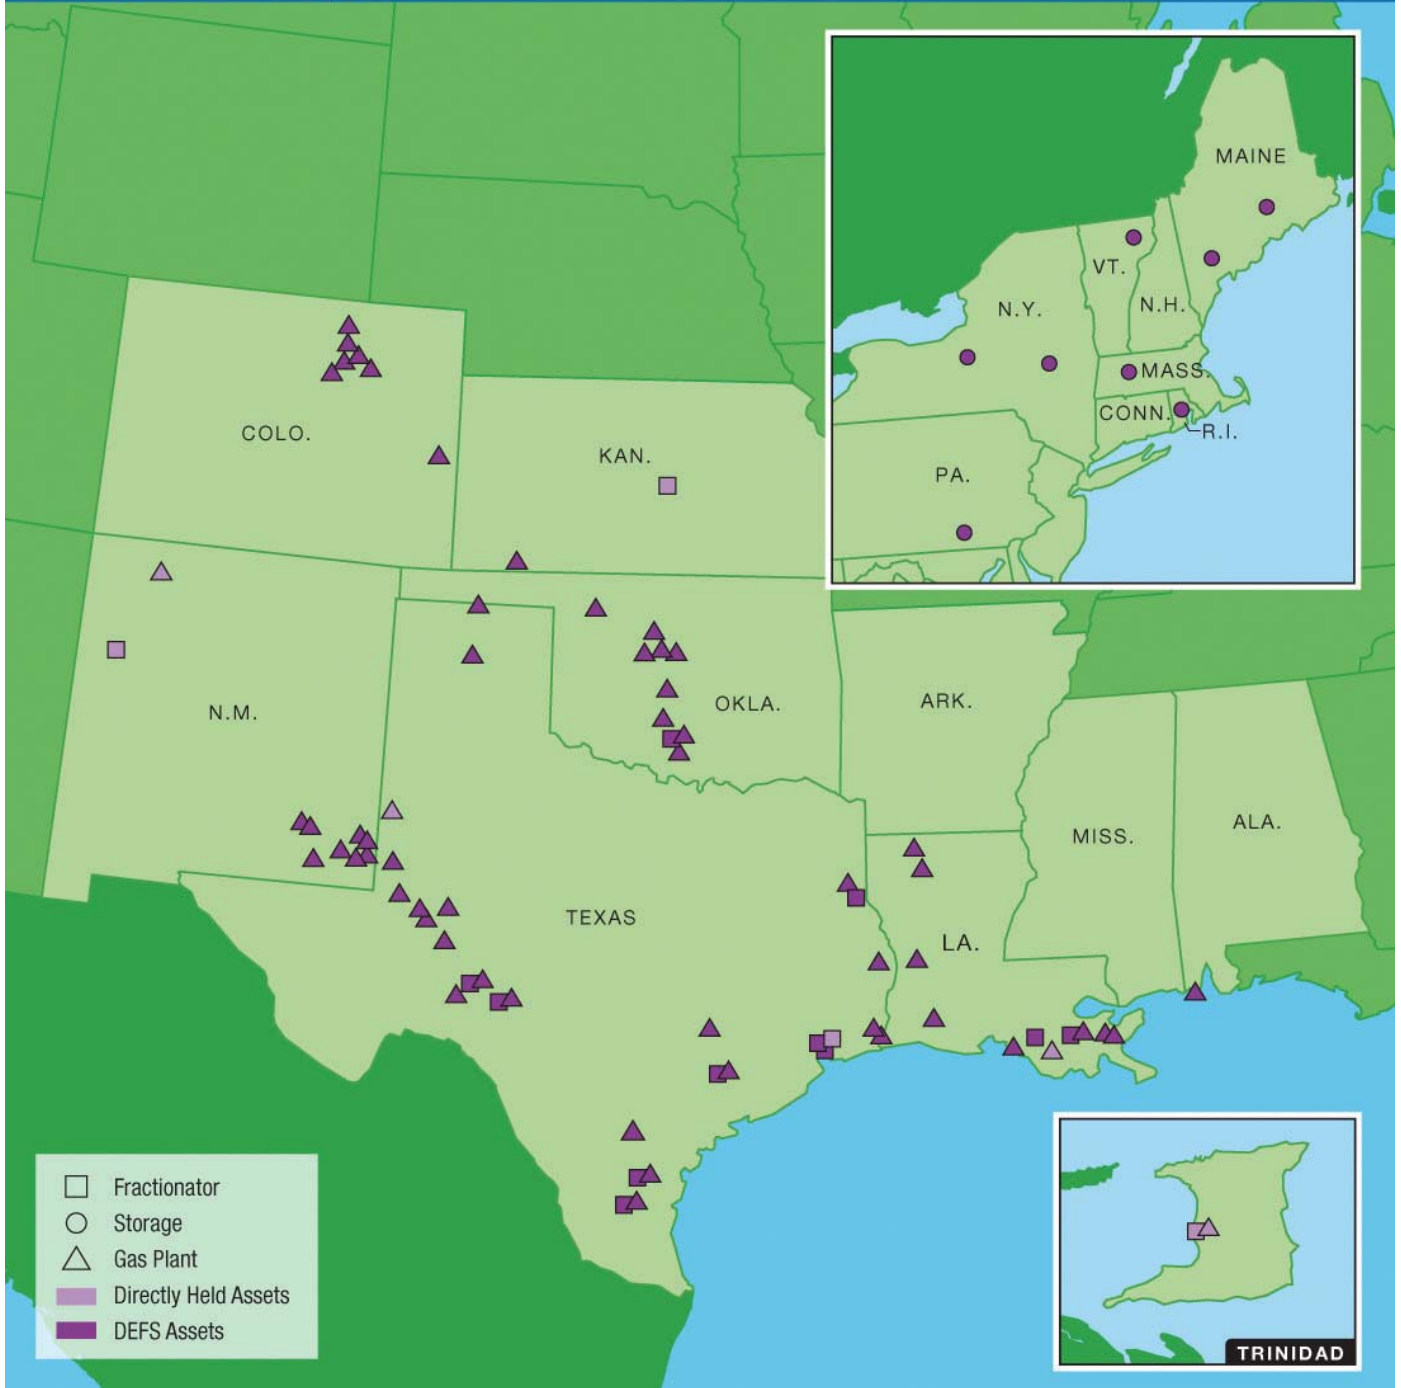 MAINE
VT.
N.H.
N.Y.
MASS.
CONN.
R.I.
PA.
COLO.
KAN.
N.M.
OKLA.
ARK.
MISS.
ALA.
TEXAS
LA.
Fractionator
Storage
Gas Plant
Directly Held Assets
DEFS Assets
TRINIDAD